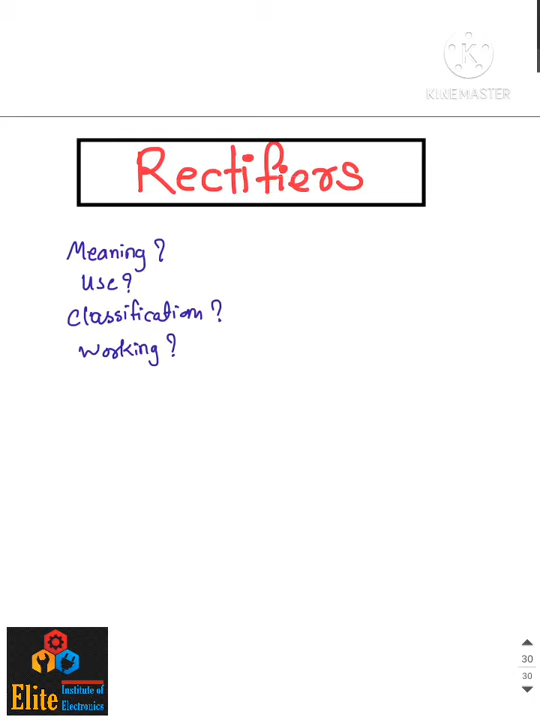 KINEMASTER
Rectifiers
Meaning ?
Use ?
Classification ?
Working ?
Elite Institute of Electronics
30
30